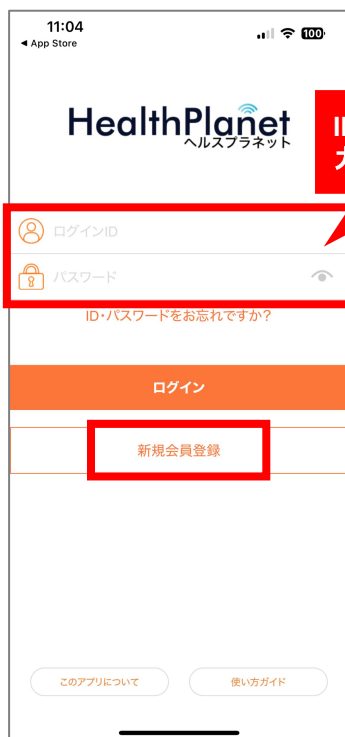 11:04
◀ App Store
100
HealthPlanet
ヘルスプラネット
ログインID
パスワード
ID・パスワードをお忘れですか?
ログイン
新規会員登録
このアプリについて
使い方ガイド